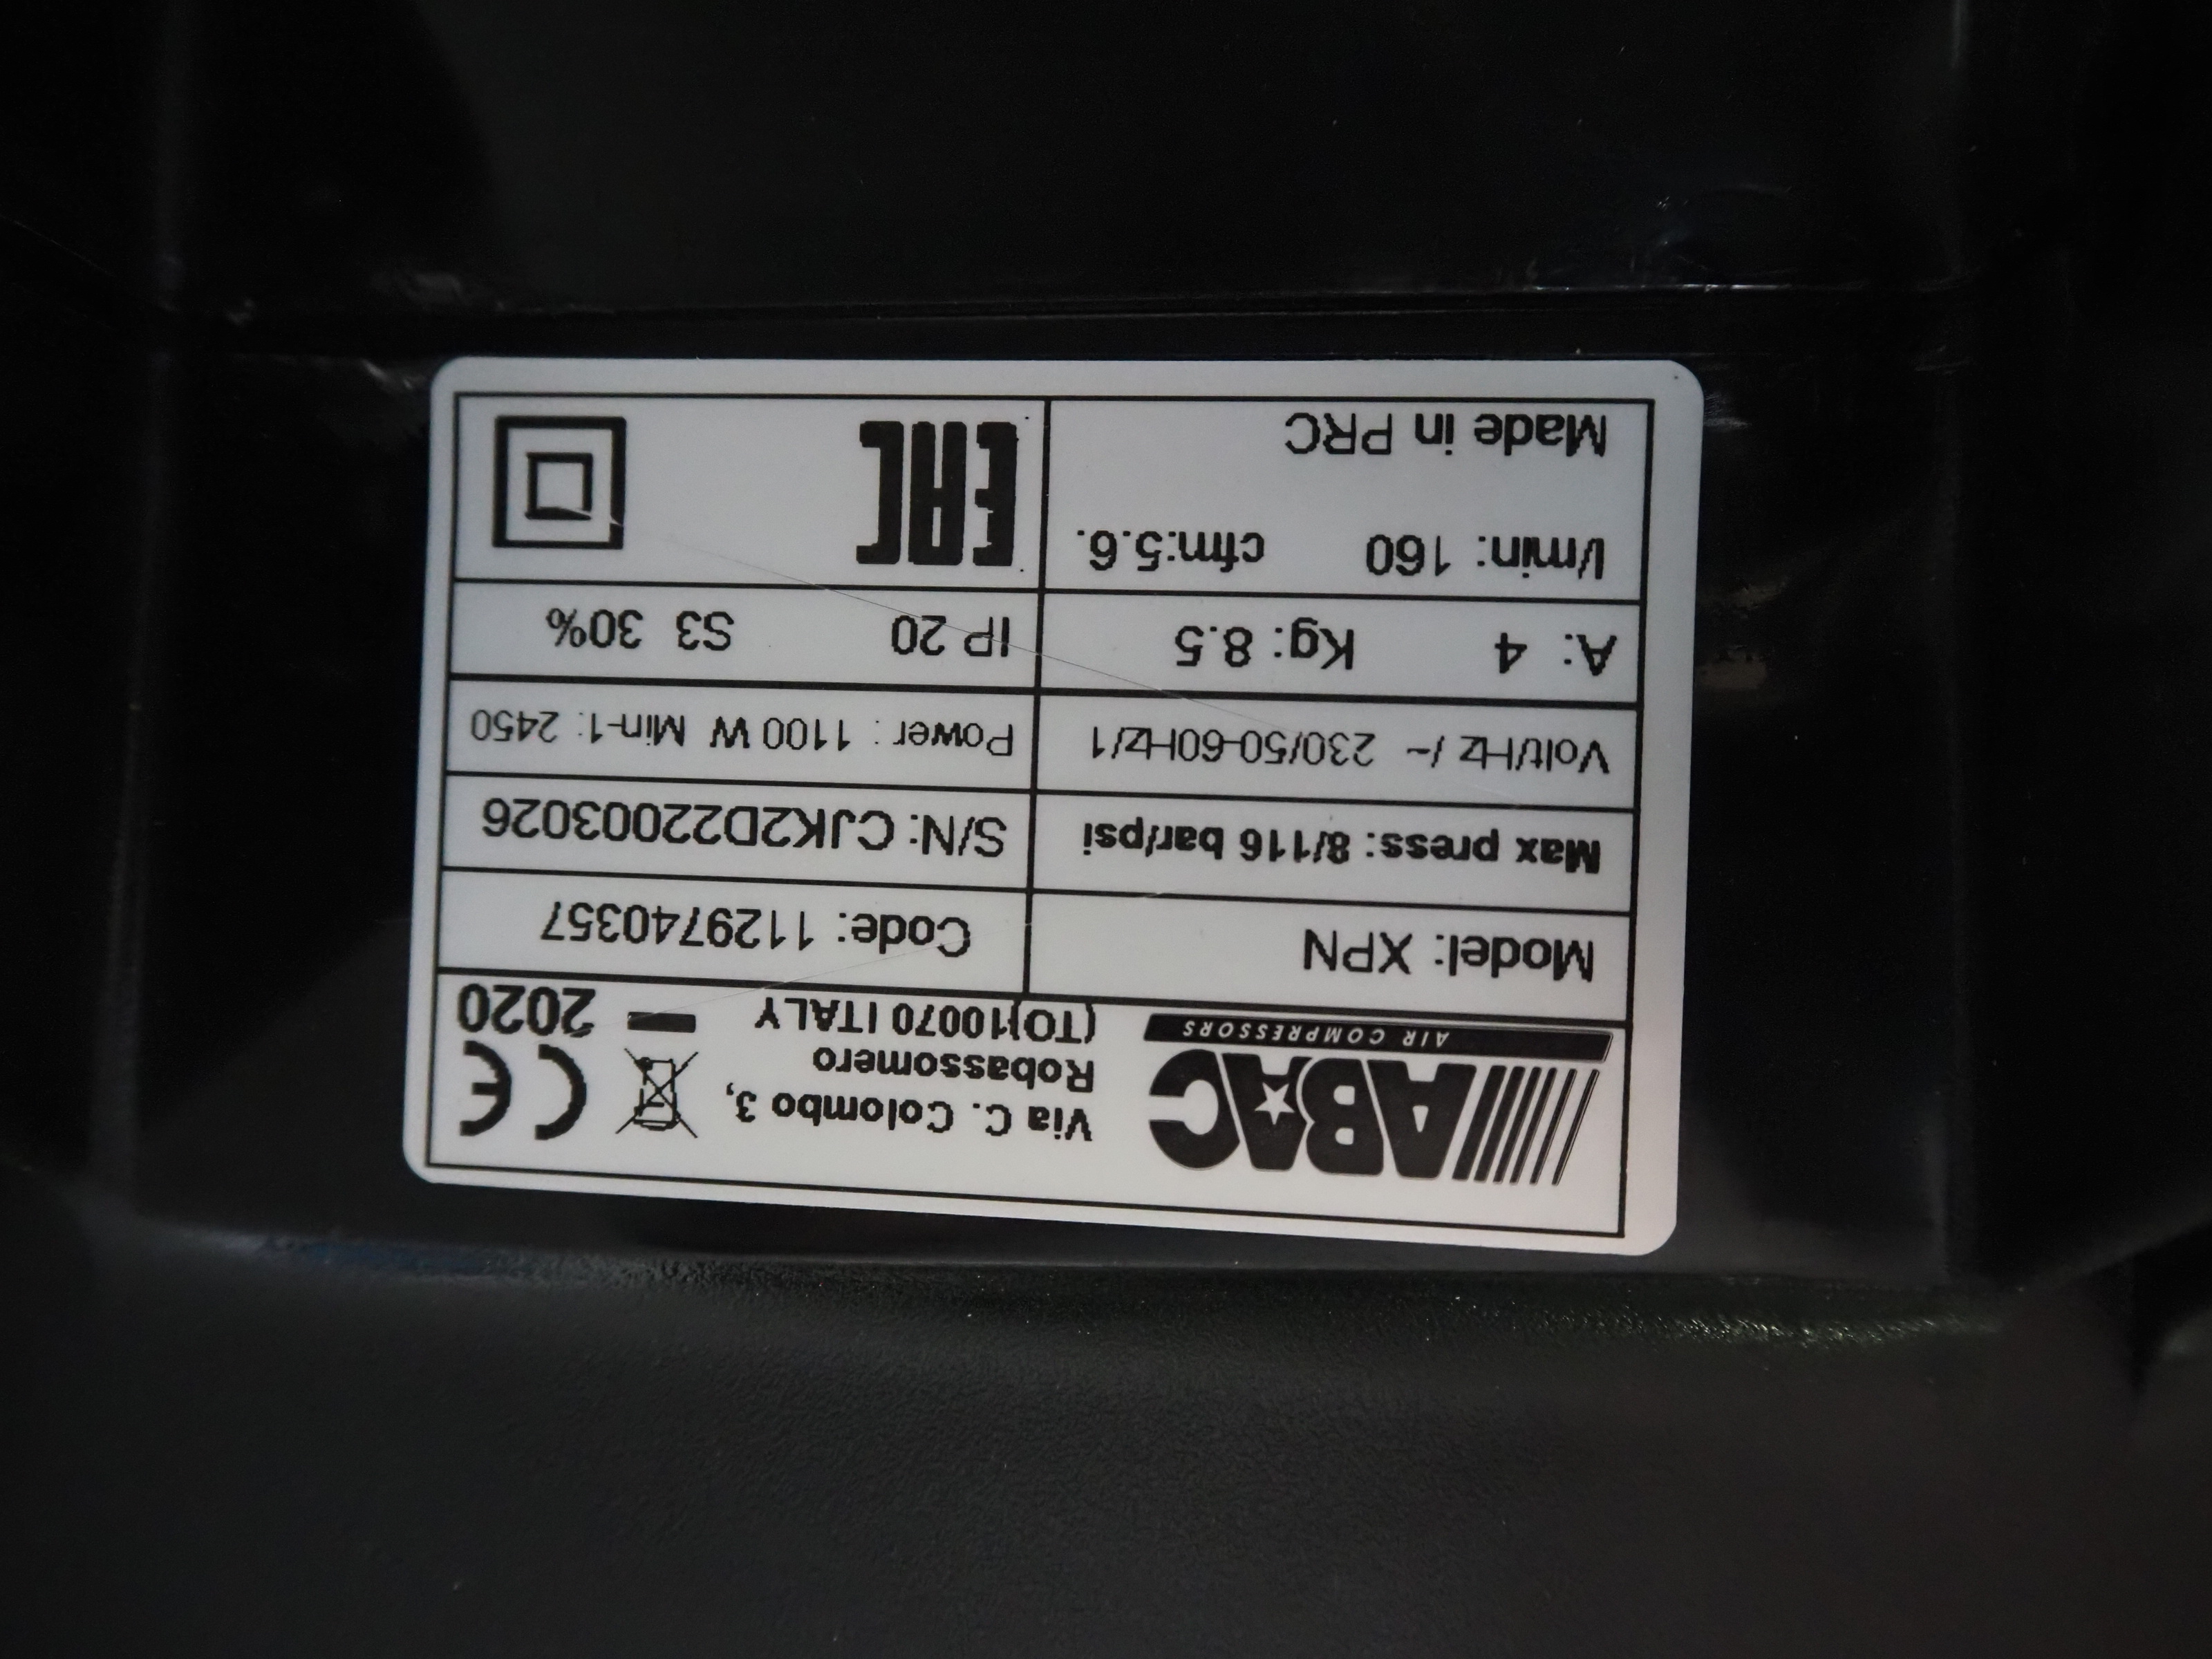 ABAC
AIR COMPRESSORS
Via C. Colombo 3,
Robassomero
(TO)10070 ITALY
CE
2020
Model: XPN
Code: 1129740357
Max press: 8/116 bar/psi
S/N: CJK2D22003026
Volt/Hz /~ 230/50-60Hz/1
Power : 1100 W Min-1: 2450
A: 4 Kg: 8.5
IP 20 S3 30%
l/min: 160 cfm:5.6.
Made in PRC
EAC